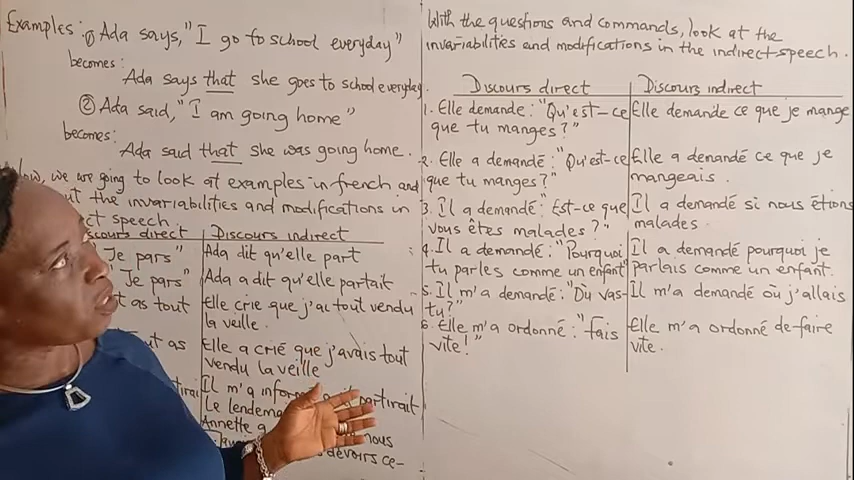 Examples: ① Ada says, "I go to school everyday"
becomes:
Ada says that she goes to school everyday.
② Ada said, "I am going home"
becomes:
Ada said that she was going home.
we are going to look at examples in french and
the invariabilities and modifications in
speech.
Discours indirect
"Je pars"
Ada dit qu'elle part
"Je pars"
Ada a dit qu'elle partait
as tout
elle crie que j'ai tout vendu
la veille.
as
Elle a crié que j'avais tout
vendu la veille
Il m'a partirait
Le
Annette a
nous
devoirs ce-
With the questions and commands, look at the
invariabilities and modifications in the indirect speech.
Discours direct
Discours indirect
1. Elle demande: "Qu'est-ce
que tu manges?"
Elle demande ce que je mange
2. Elle a demandé: "Qu'est-ce
que tu manges?"
Elle a denandé ce que je
mangeais.
3. Il a demandé: "Est-ce que
vous êtes malades?"
Il a demandé si nous étions
malades.
4. Il a demandé: "Pourquoi
tu parles comme un enfant"
Il a demandé pourquoi je
parlais comme un enfant.
5. Il m'a demandé: "Où vas-
tu?"
Il m'a demandé où j'allais
6. Elle m'a ordonné: "fais
vite!"
Elle m'a ordonné de faire
vite.